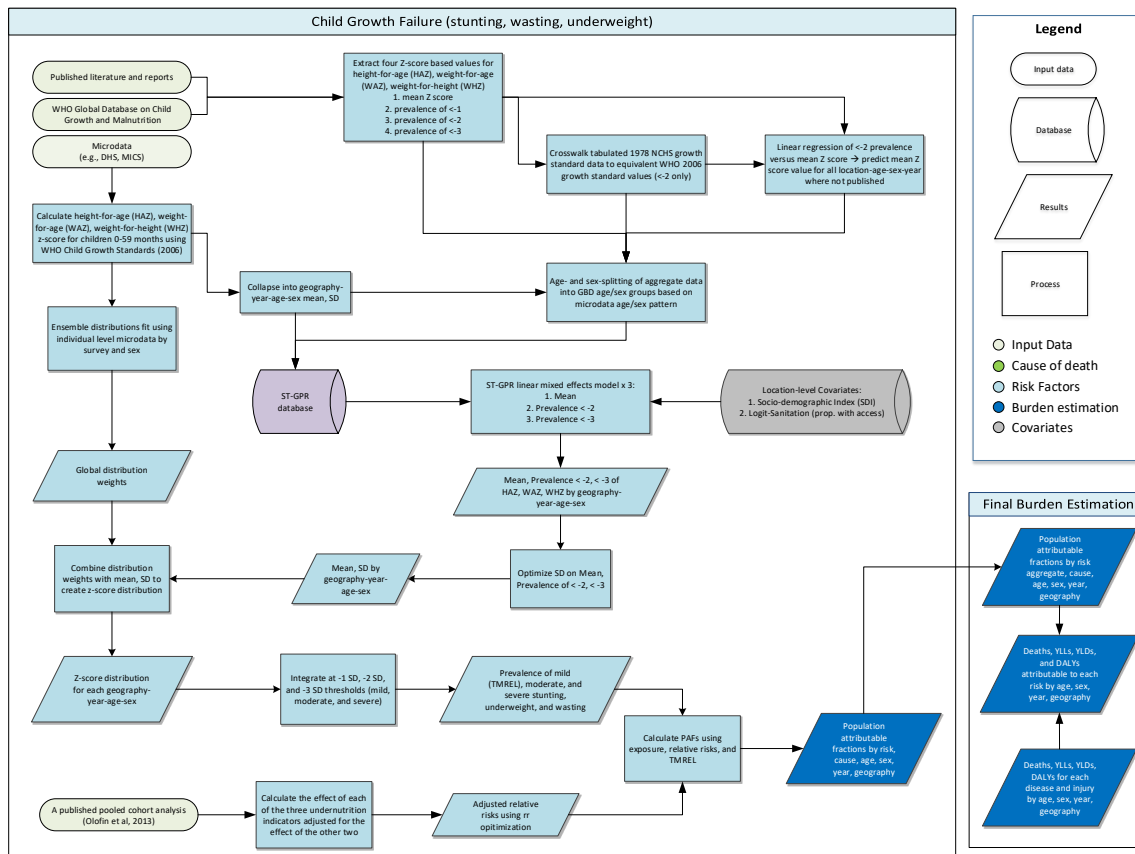 Child Growth Failure (stunting, wasting, underweight)
Published literature and reports
WHO Global Database on Child
Growth and Malnutrition
Microdata
(e.g., DHS, MICS)
Extract four Z-score based values for
height-for-age (HAZ), weight-for-age
(WAZ), weight-for-height (WHZ)
1. mean Z score
2. prevalence of <-1
3. prevalence of <-2
4. prevalence of <-3
Crosswalk tabulated 1978 NCHS growth
standard data to equivalent WHO 2006
growth standard values (<-2 only)
Linear regression of <-2 prevalence
versus mean Z score → predict mean Z
score value for all location-age-sex-year
where not published
Calculate height-for-age (HAZ), weight-
for-age (WAZ), weight-for-height (WHZ)
z-score for children 0-59 months using
WHO Child Growth Standards (2006)
Collapse into geography-
year-age-sex mean, SD
Age- and sex-splitting of aggregate data
into GBD age/sex groups based on
microdata age/sex pattern
Ensemble distributions fit using
individual level microdata by
survey and sex
ST-GPR
database
ST-GPR linear mixed effects model x 3:
1. Mean
2. Prevalence < -2
3. Prevalence < -3
Location-level Covariates:
1. Socio-demographic Index (SDI)
2. Logit-Sanitation (prop. with access)
Global distribution
weights
Mean, Prevalence < -2, < -3 of
HAZ, WAZ, WHZ by geography-
year-age-sex
Combine distribution
weights with mean, SD to
create z-score distribution
Mean, SD by
geography-year-
age-sex
Optimize SD on Mean,
Prevalence of < -2, < -3
Z-score distribution
for each geography-
year-age-sex
Integrate at -1 SD, -2 SD,
and -3 SD thresholds (mild,
moderate, and severe)
Prevalence of mild
(TMREL), moderate, and
severe stunting,
underweight, and wasting
Calculate PAFs using
exposure, relative risks, and
TMREL
Population
attributable
fractions by risk,
cause, age, sex,
year, geography
A published pooled cohort analysis
(Olofin et al, 2013)
Calculate the effect of each
of the three undernutrition
indicators adjusted for the
effect of the other two
Adjusted relative
risks using rr
opitimization
Legend
Input data
Database
Results
Process
Input Data
Cause of death
Risk Factors
Burden estimation
Covariates
Final Burden Estimation
Population
attributable
fractions by risk
aggregate, cause,
age, sex, year,
geography
Deaths, YLLs, YLDs,
and DALYs
attributable to each
risk by age, sex,
year, geography
Deaths, YLLs, YLDs,
DALYs for each
disease and injury
by age, sex, year,
geography